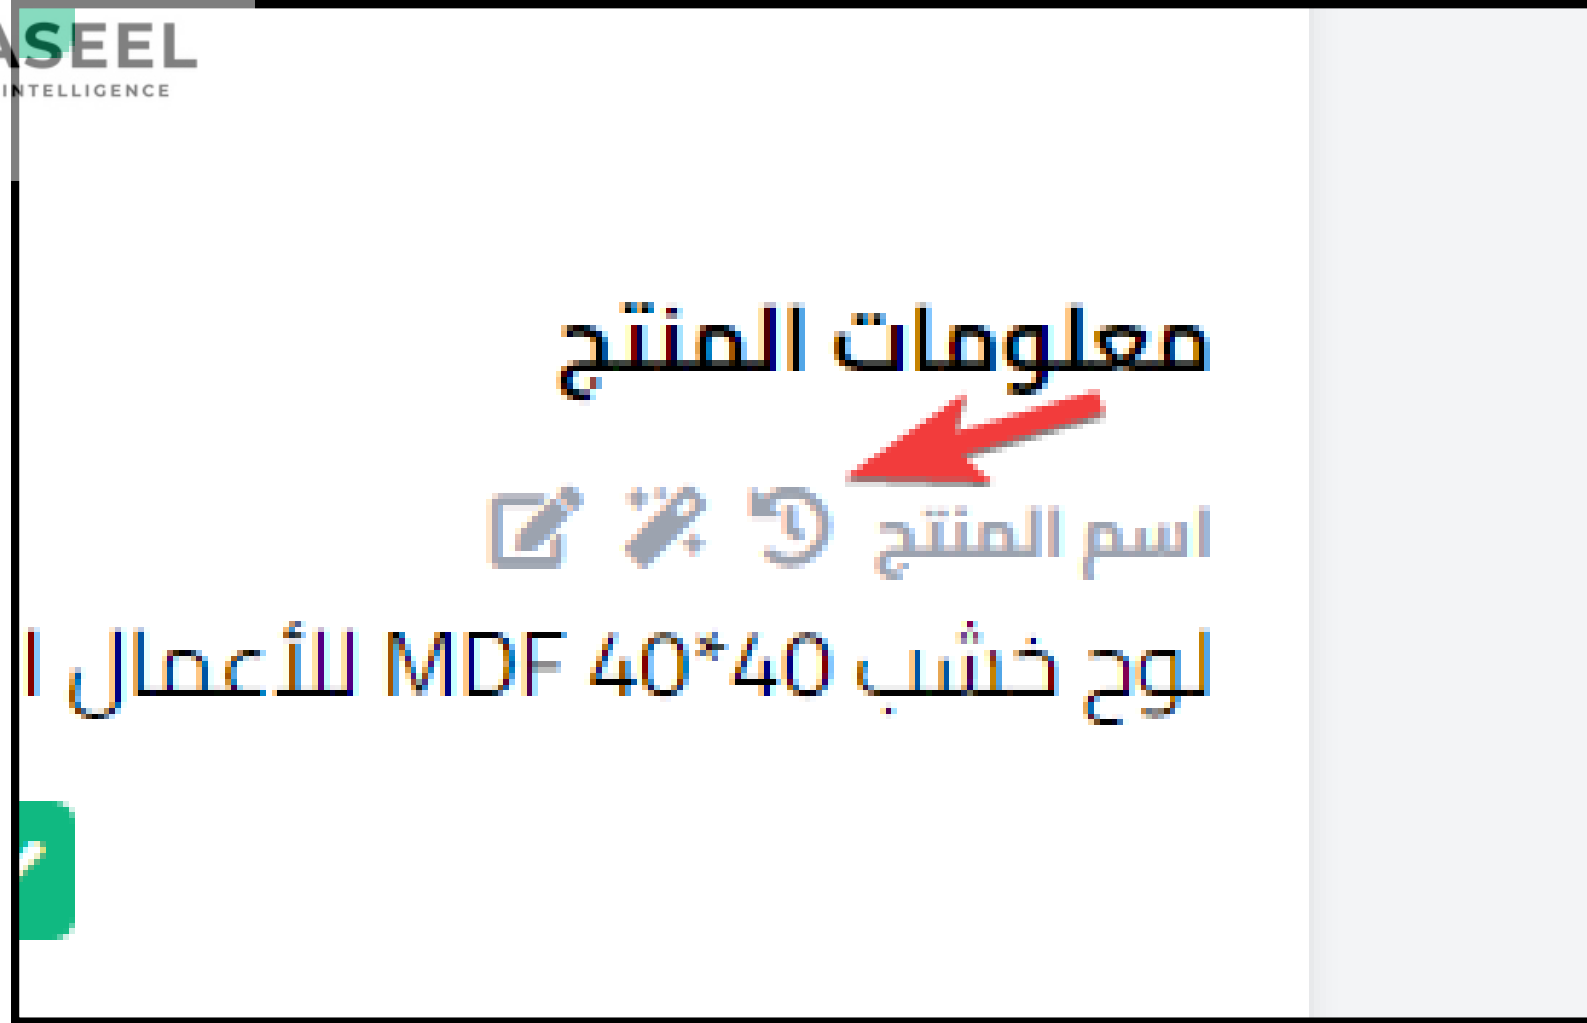 ASEEL
INTELLIGENCE
معلومات المنتج
اسم المنتج
لوح خشب 40*40 MDF للأعمال ا